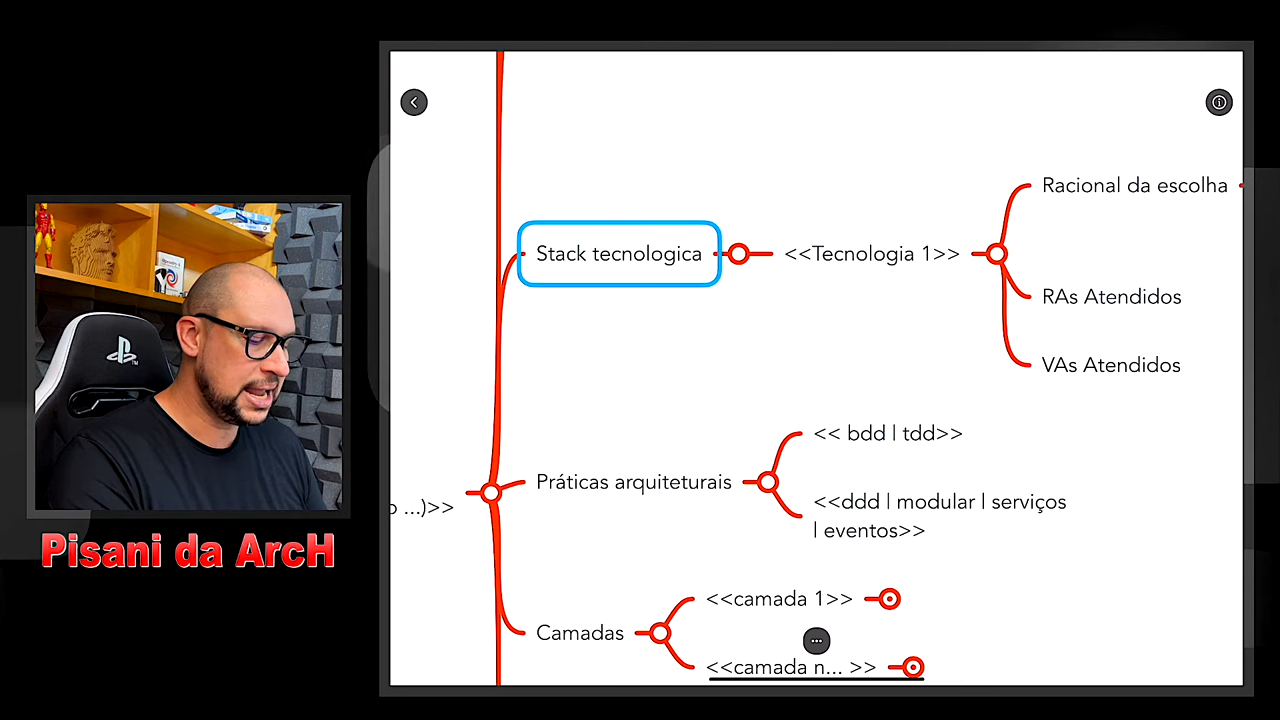 Racional da escolha
Stack tecnologica
<<Tecnologia 1>>
RAs Atendidos
VAs Atendidos
<< bdd | tdd>>
Práticas arquiteturais
<<ddd | modular | serviços
| eventos>>
...)>>
<<camada 1>>
Camadas
<<camada n... >>
Pisani da ArcH